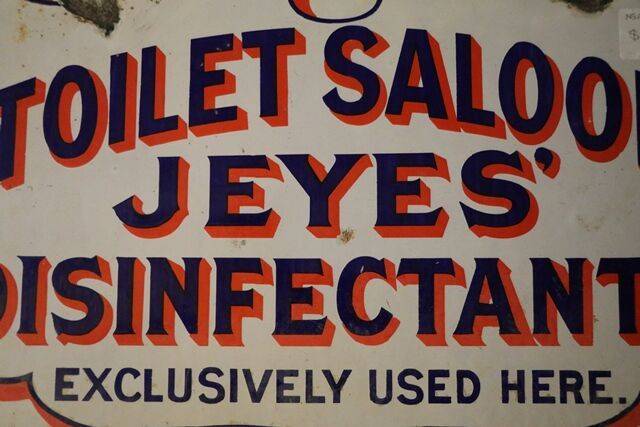 TOILET SALOO
JEYES'
DISINFECTANT
EXCLUSIVELY USED HERE.